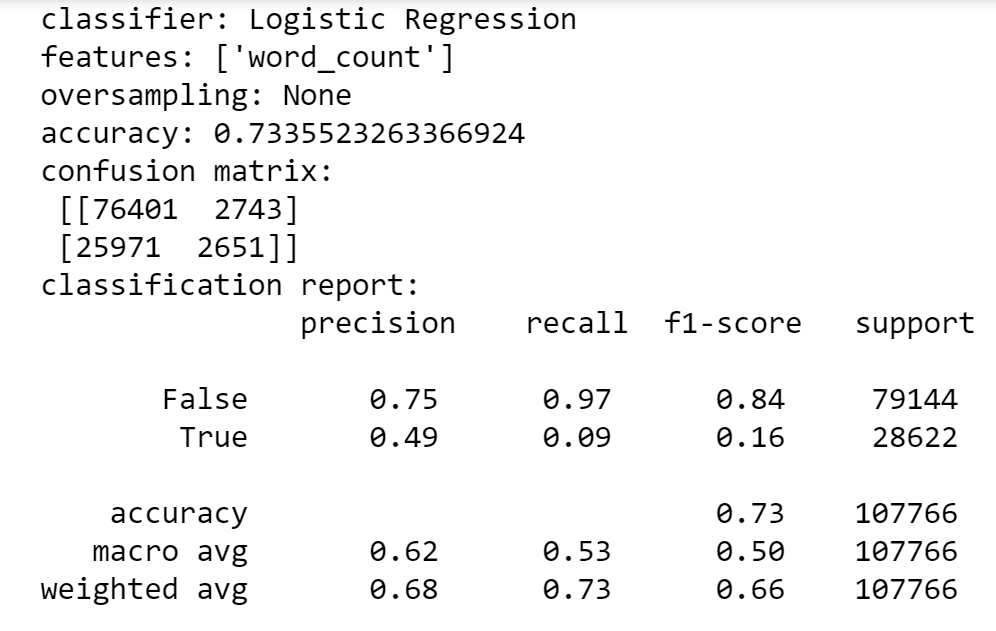 classifier: Logistic Regression
features: ['word_count']
oversampling: None
accuracy: 0.7335523263366924
confusion matrix:
[[76401 2743]
[25971 2651]]
classification report:
precision recall f1-score support
False 0.75 0.97 0.84 79144
True 0.49 0.09 0.16 28622
accuracy 0.73 107766
macro avg 0.62 0.53 0.50 107766
weighted avg 0.68 0.73 0.66 107766